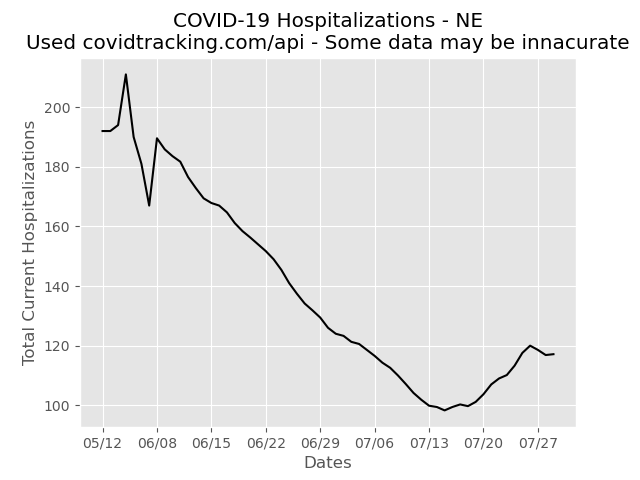 COVID-19 Hospitalizations - NE
Used covidtracking.com/api - Some data may be innacurate
Total Current Hospitalizations
200
180
160
140
120
100
05/12 06/08 06/15 06/22 06/29 07/06 07/13 07/20 07/27
Dates